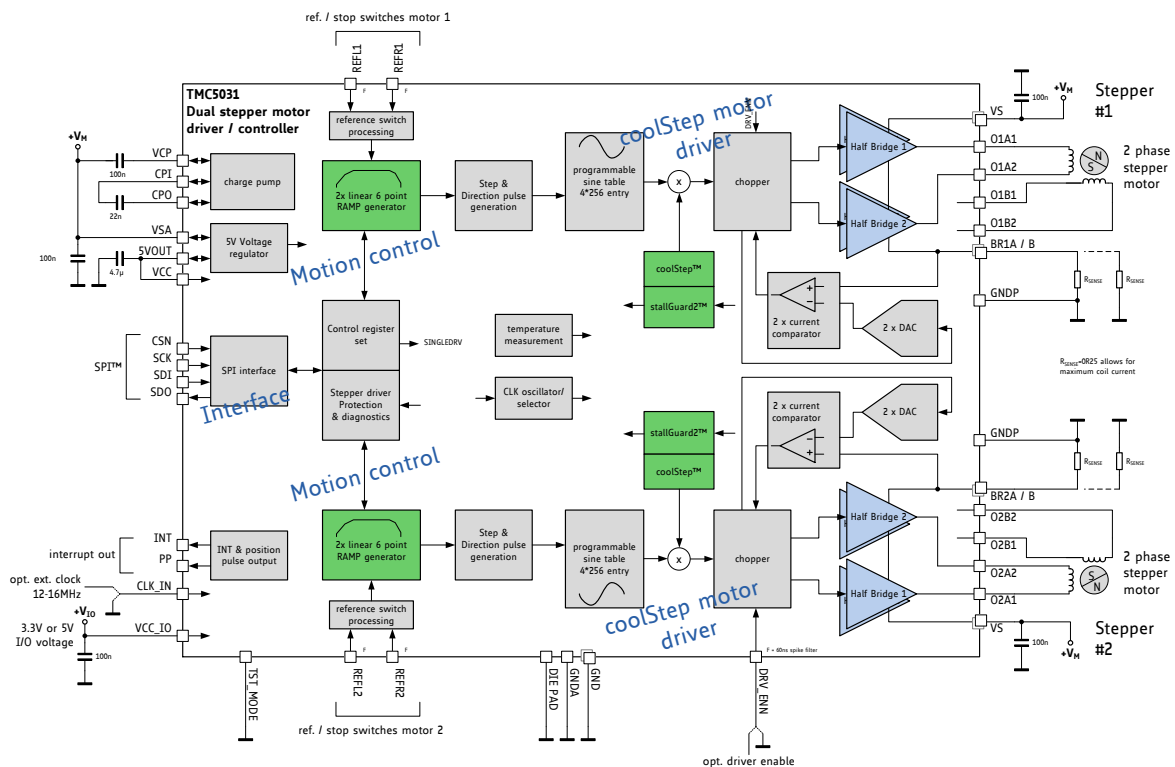 ref. / stop switches motor 1
REFL1
REFR1
F
F
TMC5031
Dual stepper motor
driver / controller
reference switch
processing
coolStep motor
driver
DRV_ENN
+VM
VCP
100n
CPI
CPO
22n
charge pump
VSA
5VOUT
VCC
100n
4.7µ
5V Voltage
regulator
2x linear 6 point
RAMP generator
Step &
Direction pulse
generation
programmable
sine table
4*256 entry
x
chopper
Half Bridge 1
Half Bridge 2
VS
100n
+VM
Stepper
#1
O1A1
O1A2
O1B1
O1B2
BR1A / B
GNDP
N
S
2 phase
stepper
motor
RSENSE
RSENSE
RSENSE=0R25 allows for
maximum coil current
Motion control
coolStep™
stallGuard2™
+
−
2 x current
comparator
2 x DAC
SPI™
CSN
SCK
SDI
SDO
SPI interface
Interface
Control register
set
SINGLEDRV
Stepper driver
Protection
& diagnostics
temperature
measurement
CLK oscillator/
selector
Motion control
stallGuard2™
coolStep™
2 x current
comparator
+
−
2 x DAC
GNDP
RSENSE
RSENSE
BR2A / B
O2B2
O2B1
O2A2
O2A1
VS
Half Bridge 2
Half Bridge 1
S
N
2 phase
stepper
motor
100n
+VM
Stepper
#2
interrupt out
INT
PP
INT & position
pulse output
opt. ext. clock
12-16MHz
CLK_IN
+VIO
3.3V or 5V
I/O voltage
VCC_IO
100n
2x linear 6 point
RAMP generator
Step &
Direction pulse
generation
programmable
sine table
4*256 entry
x
chopper
coolStep motor
driver
reference switch
processing
F
F
F = 60ns spike filter
TST_MODE
REFL2
REFR2
DIE PAD
GNDA
GND
DRV_ENN
ref. / stop switches motor 2
opt. driver enable